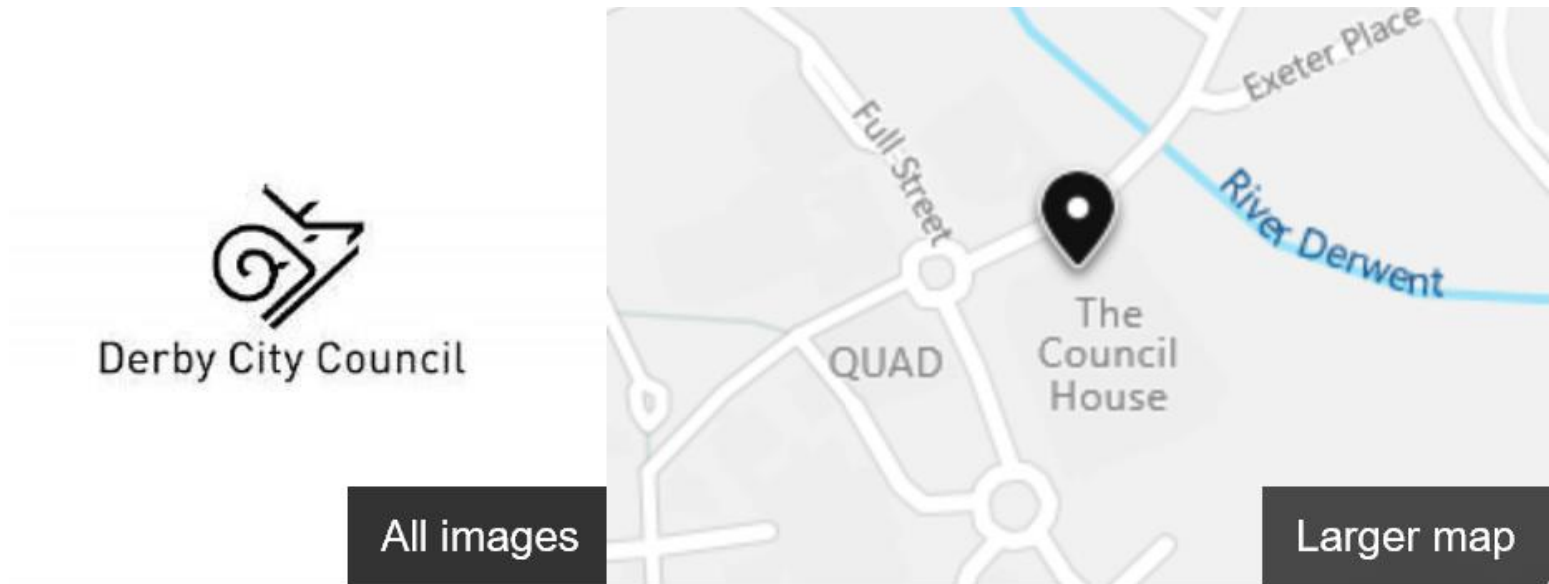 Derby City Council
All images
Exeter Place
Full Street
River Derwent
The
Council
House
QUAD
Larger map